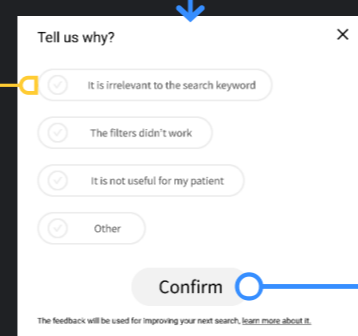 Tell us why?
It is irrelevant to the search keyword
The filters didn't work
It is not useful for my patient
Other
Confirm
The feedback will be used for improving your next search, learn more about it.